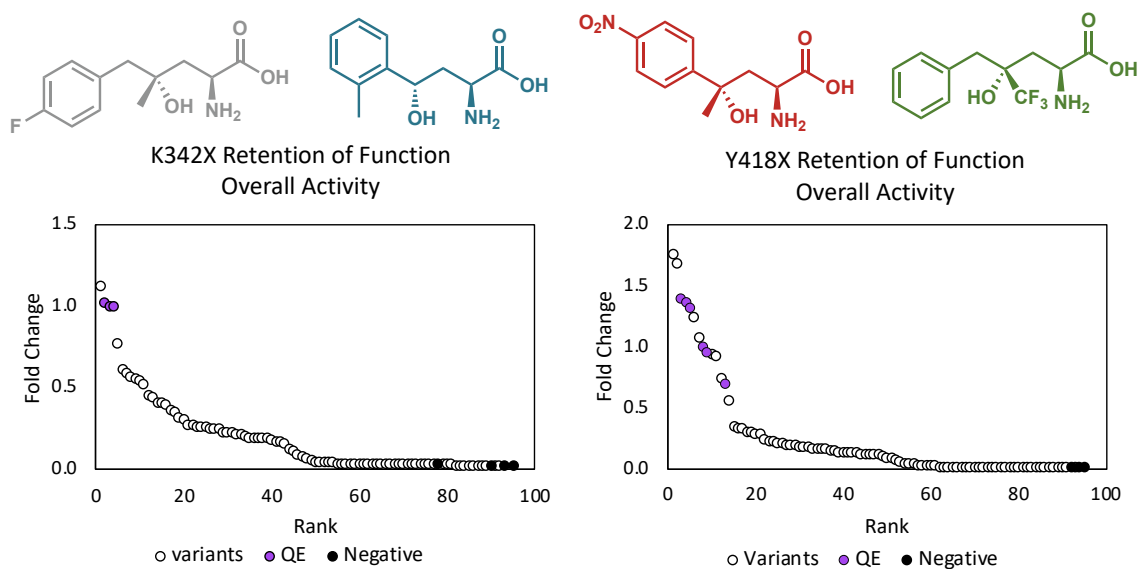 F
O
OH
OH
NH2
O
OH
OH
NH2
O2N
O
OH
OH
NH2
O
OH
HO
CF3
NH2
K342X Retention of Function
Overall Activity
Fold Change
1.5
1.0
0.5
0.0
0 20 40 60 80 100
Rank
variants QE Negative
Y418X Retention of Function
Overall Activity
Fold Change
2.0
1.5
1.0
0.5
0.0
0 20 40 60 80 100
Rank
Variants QE Negative